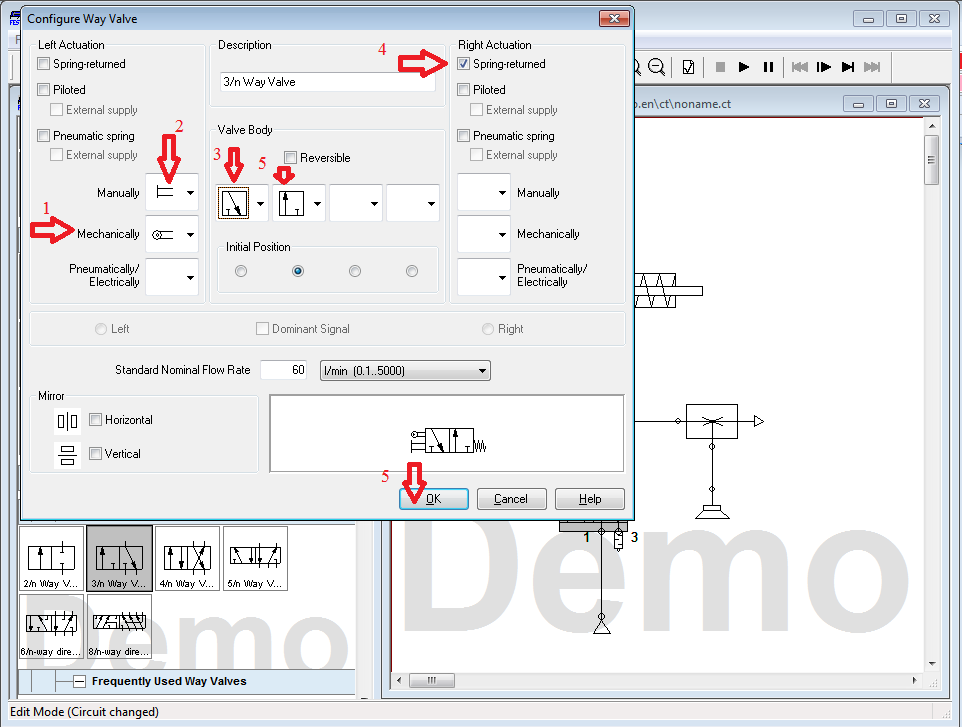 Configure Way Valve
FES
Left Actuation
Description
Right Actuation
4
Spring-returned
3/n Way Valve
Spring-returned
Piloted
Piloted
External supply
External supply
.en\ct\noname.ct
2
Valve Body
Pneumatic spring
Pneumatic spring
External supply
3
5
Reversible
External supply
Manually
Manually
1
Mechanically
Mechanically
Initial Position
Pneumatically/
Electrically
Pneumatically/
Electrically
Left
Dominant Signal
Right
Standard Nominal Flow Rate
60
l/min (0.1..5000)
Mirror
Horizontal
Vertical
5
OK
Cancel
Help
1
3
Demo
2/n Way V...
3/n Way V...
4/n Way V...
5/n Way V...
Demo
6/n-way dire...
8/n-way dire...
Frequently Used Way Valves
Edit Mode (Circuit changed)